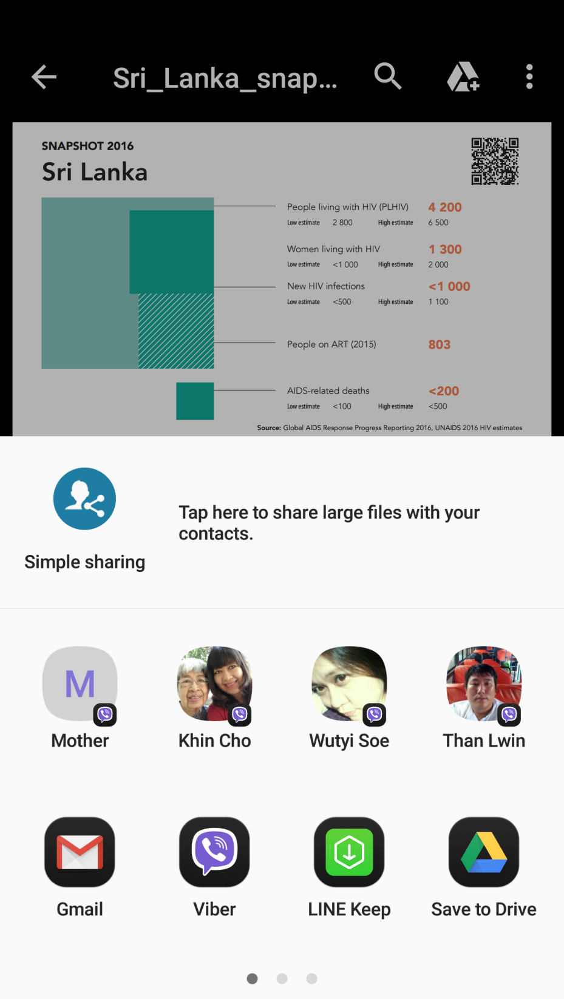 Sri_Lanka_snap...
SNAPSHOT 2016
Sri Lanka
People living with HIV (PLHIV) 4 200
Low estimate 2 800 High estimate 6 500
Women living with HIV 1 300
Low estimate <1 000 High estimate 2 000
New HIV infections <1 000
Low estimate <500 High estimate 1 100
People on ART (2015) 803
AIDS-related deaths <200
Low estimate <100 High estimate <500
Source: Global AIDS Response Progress Reporting 2016, UNAIDS 2016 HIV estimates
Tap here to share large files with your
contacts.
Simple sharing
M
Mother Khin Cho Wutyi Soe Than Lwin
Gmail Viber LINE Keep Save to Drive